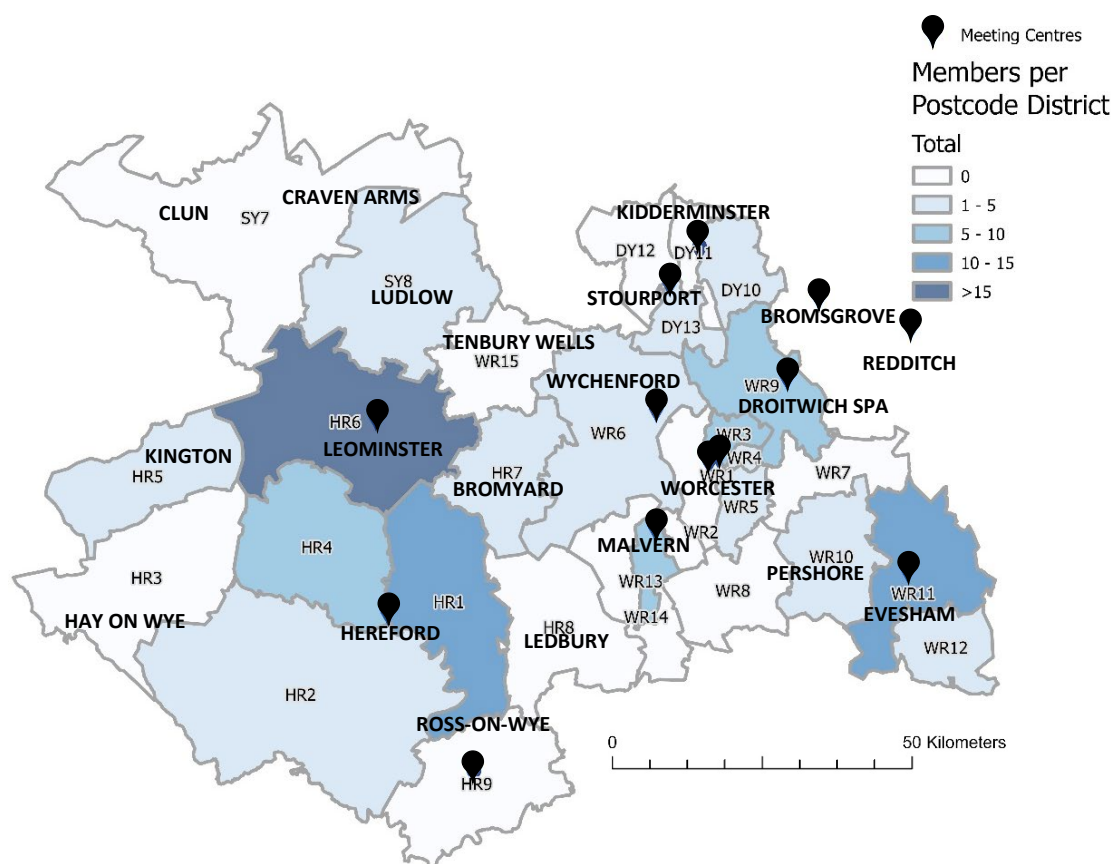 Meeting Centres
Members per
Postcode District
Total
0
1 - 5
5 - 10
10 - 15
>15
CRAVEN ARMS
CLUN
SY7
KIDDERMINSTER
DY12
DY11
SY8
LUDLOW
STOURPORT
DY10
BROMSGROVE
DY13
TENBURY WELLS
WR15
REDDITCH
WYCHENFORD
WR9
DROITWICH SPA
HR6
LEOMINSTER
WR6
WR3
KINGTON
HR5
HR7
BROMYARD
WR4
WR1
WORCESTER
WR7
WR5
WR2
HR4
MALVERN
WR10
PERSHORE
HR3
WR13
WR8
WR11
EVESHAM
HR1
HAY ON WYE
HEREFORD
WR14
HR8
LEDBURY
WR12
HR2
ROSS-ON-WYE
HR9
0
50 Kilometers